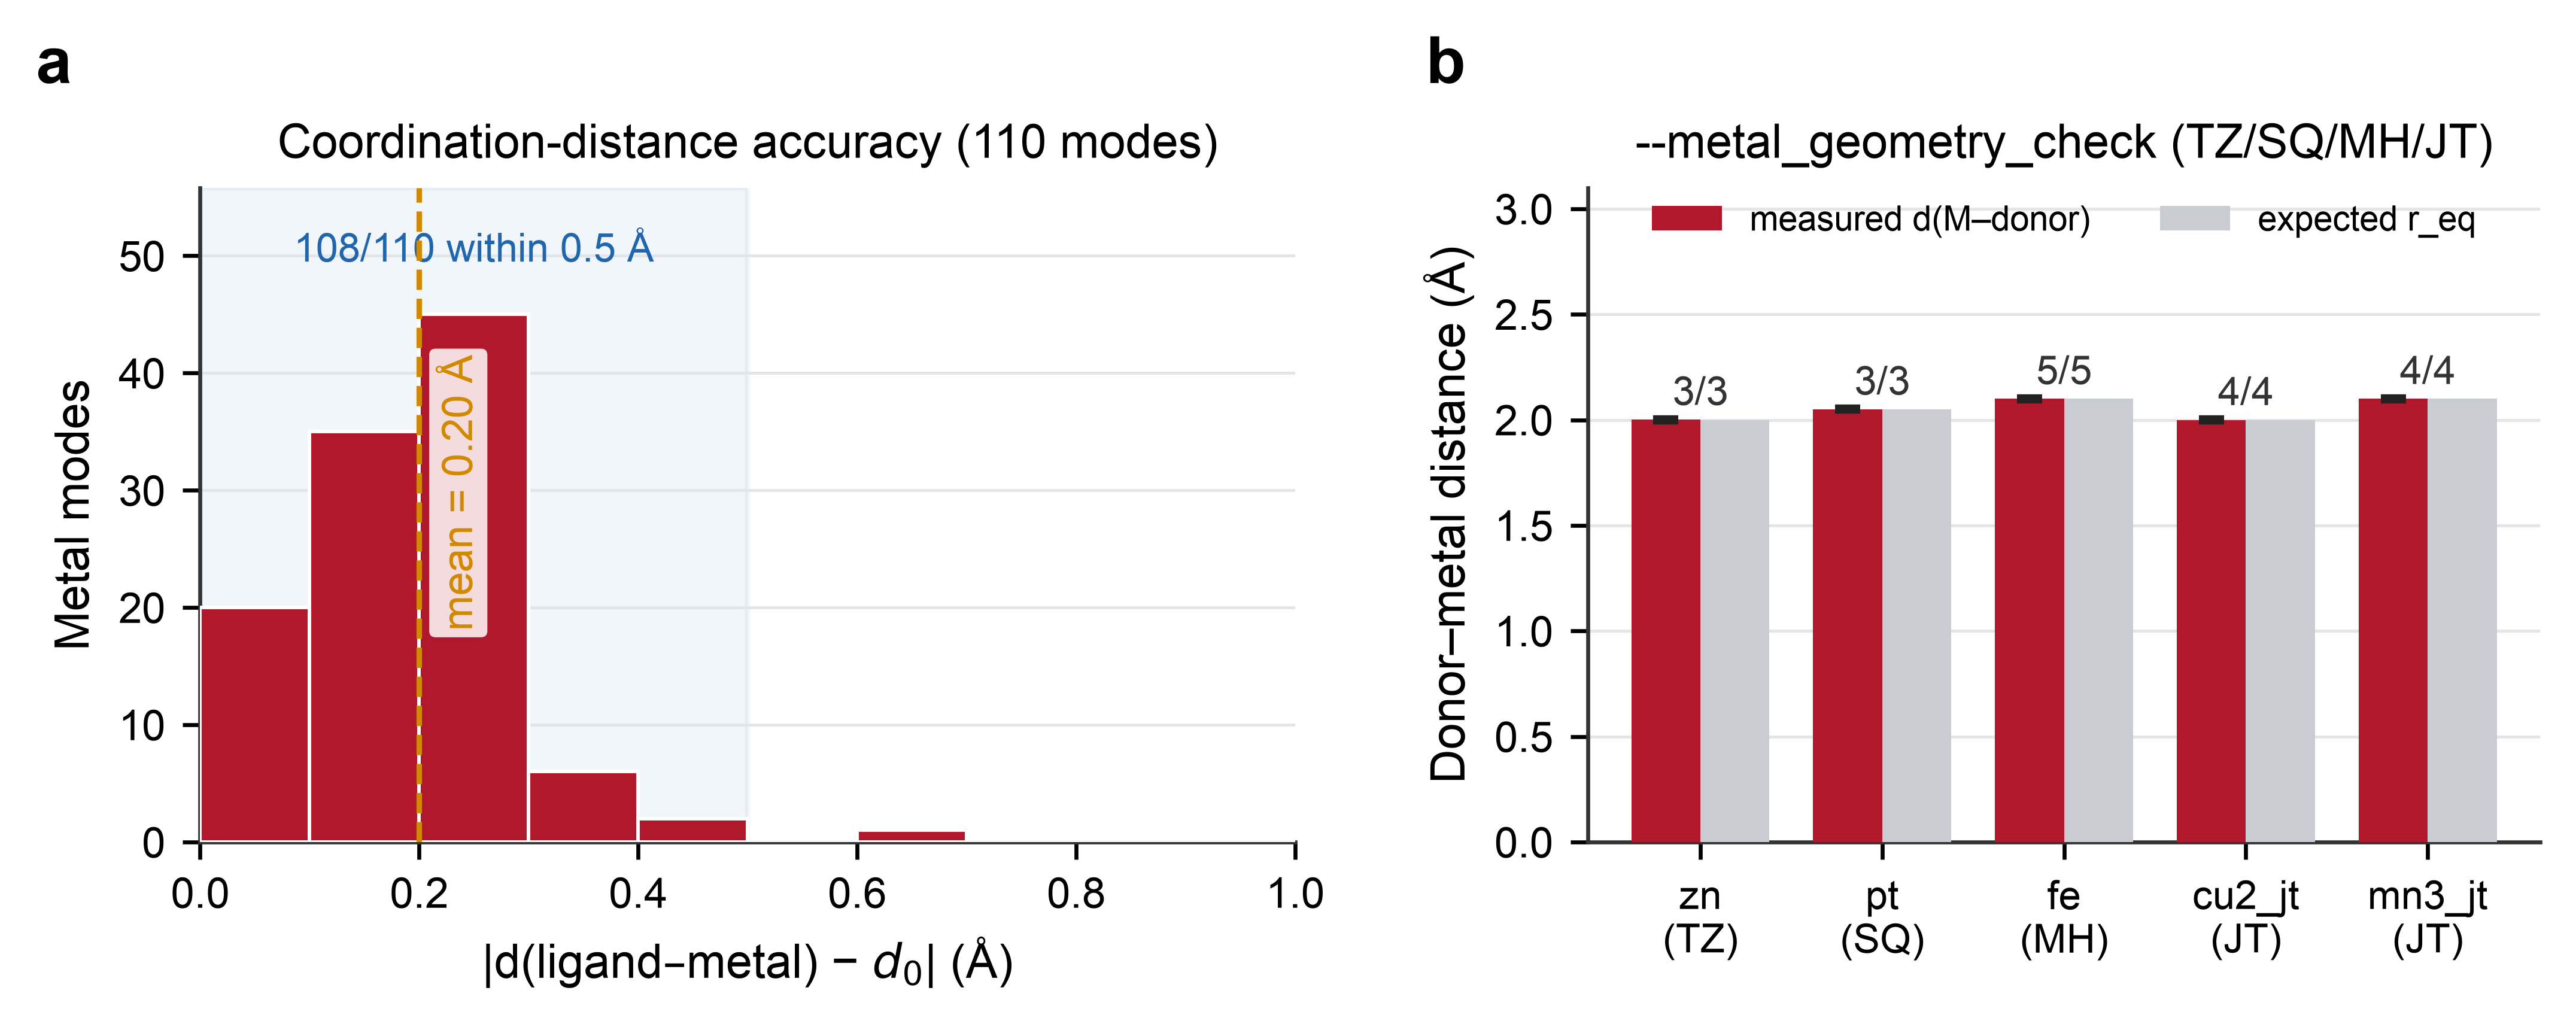 a
Coordination-distance accuracy (110 modes)
108/110 within 0.5 Å
mean = 0.20 Å
Metal modes
50
40
30
20
10
0
0.0 0.2 0.4 0.6 0.8 1.0
|d(ligand–metal) − d₀| (Å)
b
--metal_geometry_check (TZ/SQ/MH/JT)
measured d(M–donor) expected r_eq
Donor–metal distance (Å)
3.0
2.5
2.0
1.5
1.0
0.5
0.0
3/3 3/3 5/5 4/4 4/4
zn pt fe cu2_jt mn3_jt
(TZ) (SQ) (MH) (JT) (JT)